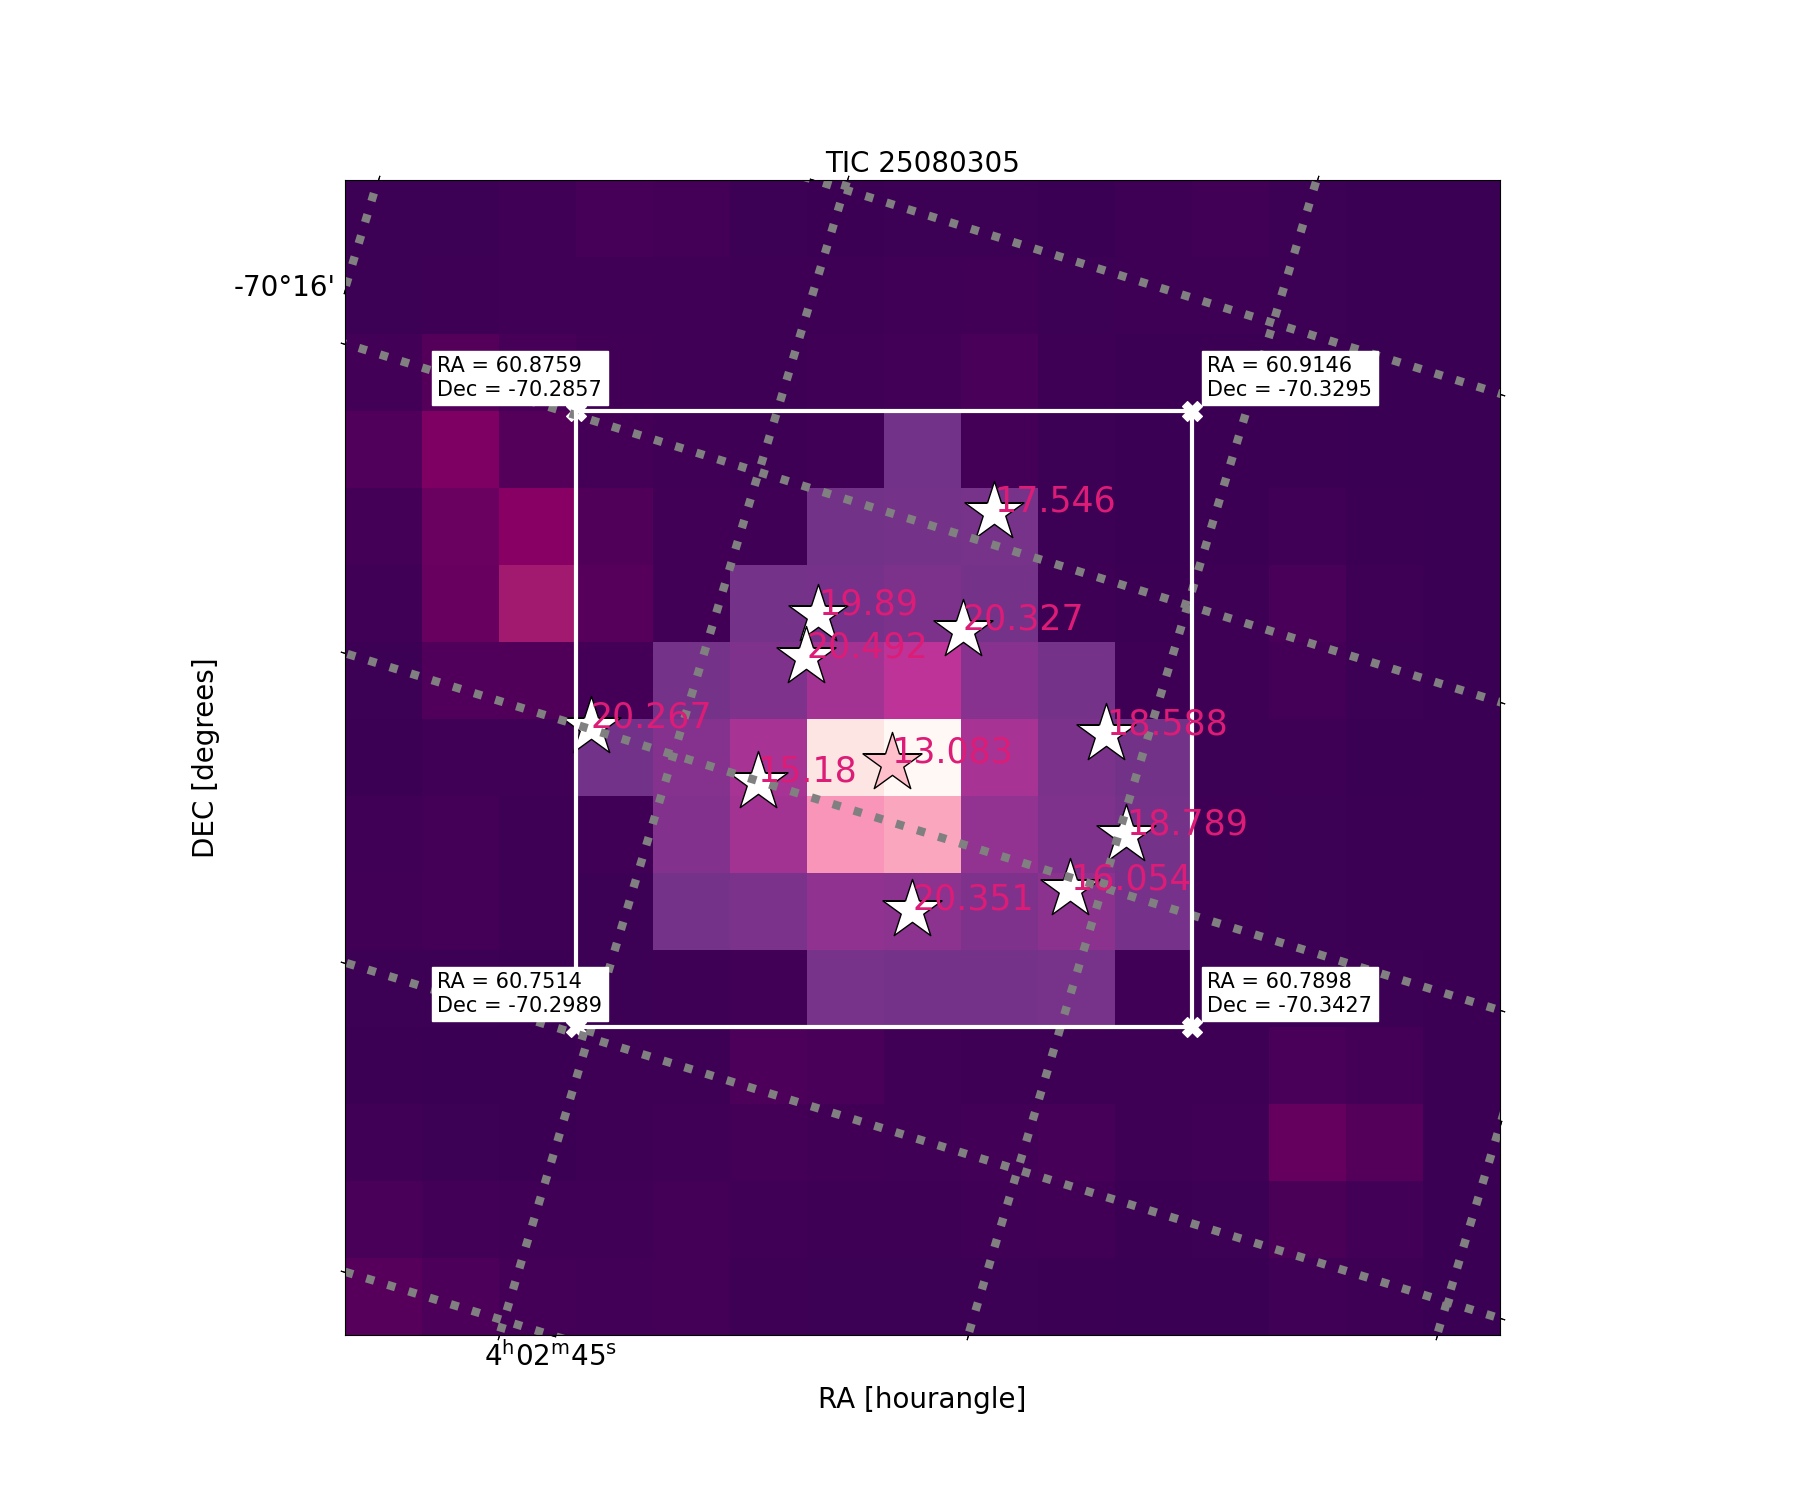 TIC 25080305
-70°16'
RA = 60.8759
Dec = -70.2857
RA = 60.9146
Dec = -70.3295
17.546
19.89
20.327
20.492
20.267
18.588
13.083
15.18
18.789
16.054
20.351
DEC [degrees]
RA = 60.7514
Dec = -70.2989
RA = 60.7898
Dec = -70.3427
4h02m45s
RA [hourangle]